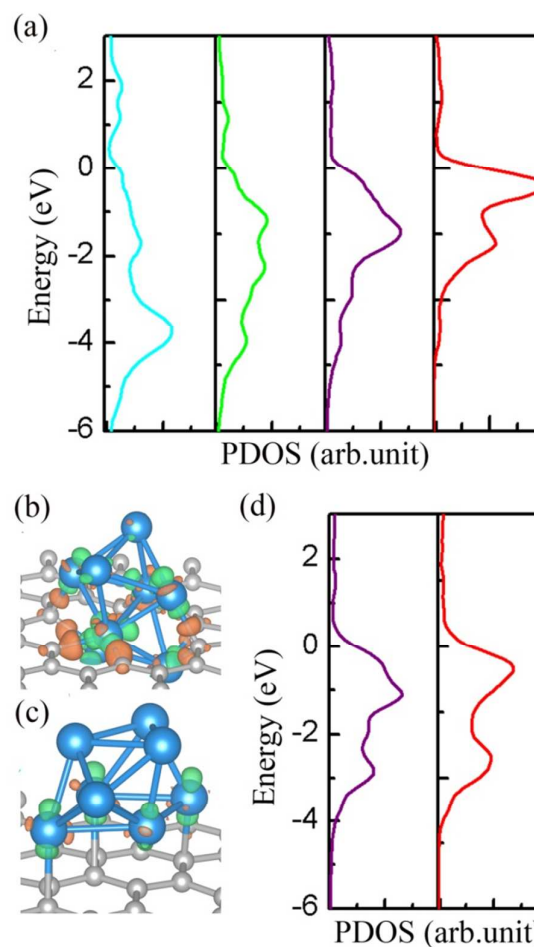 (a)
Energy (eV)
2
0
-2
-4
-6
PDOS (arb.unit)
(b)
(c)
(d)
Energy (eV)
2
0
-2
-4
-6
PDOS (arb.unit)